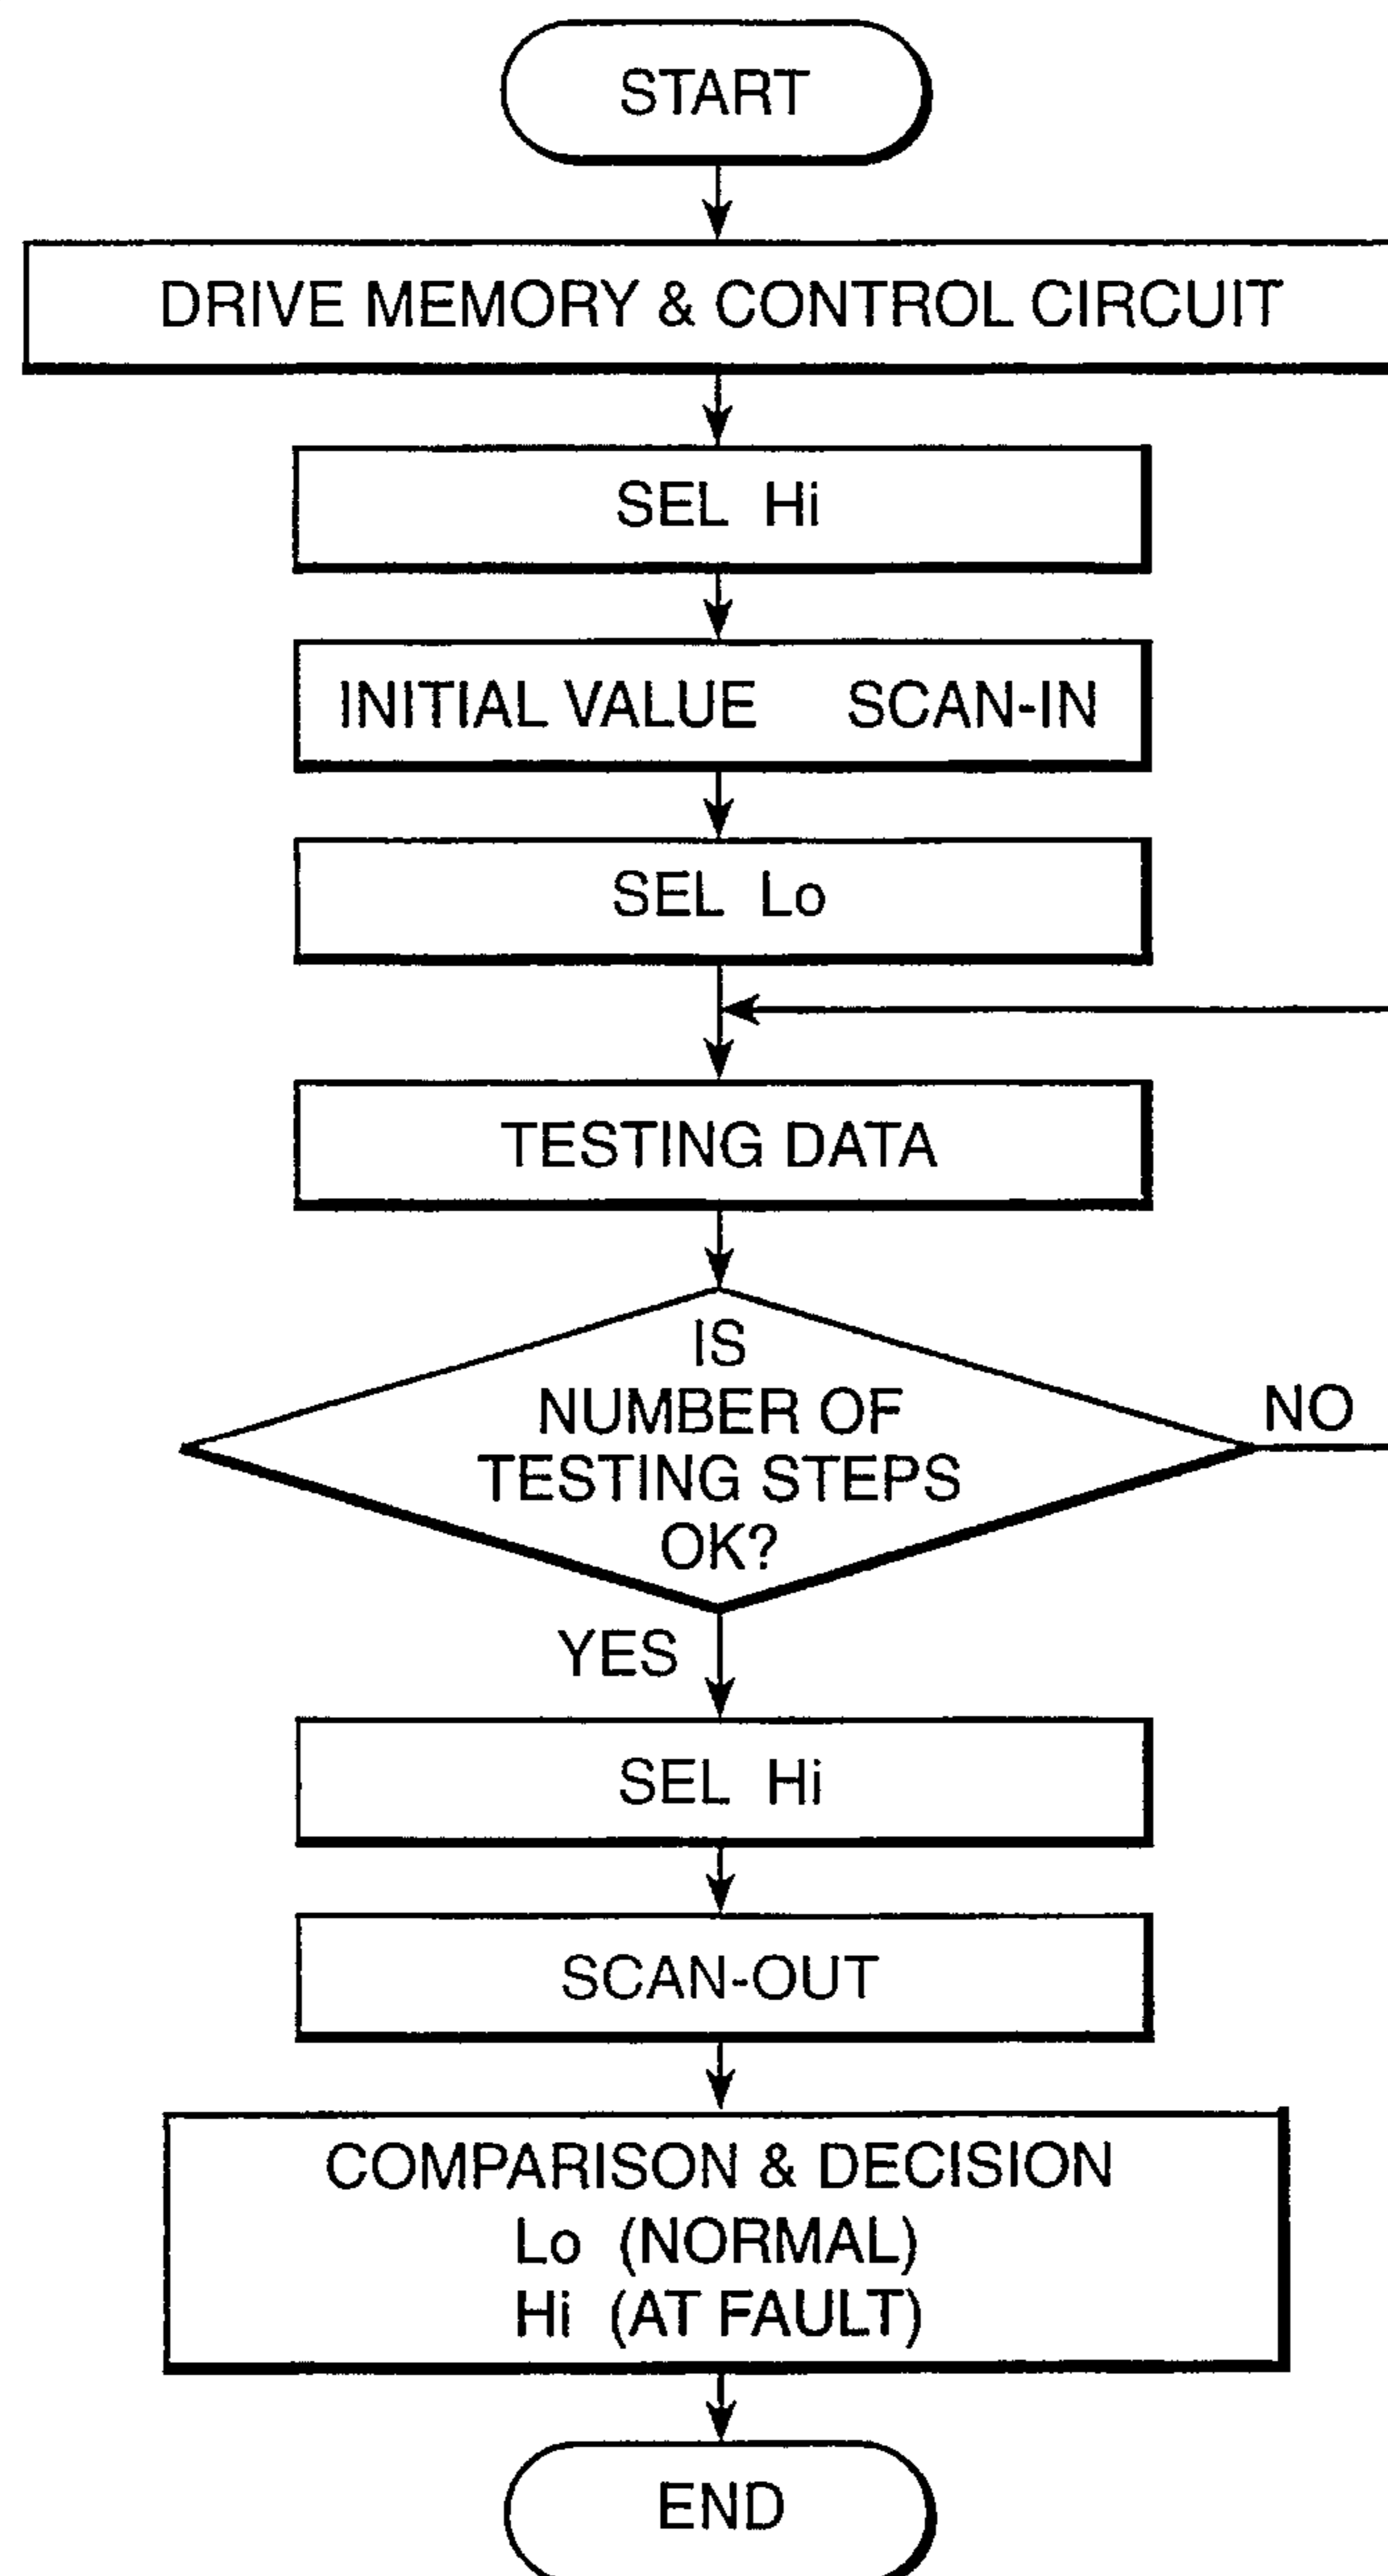 START
DRIVE MEMORY & CONTROL CIRCUIT
SEL Hi
INITIAL VALUE SCAN-IN
SEL Lo
TESTING DATA
IS
NUMBER OF
TESTING STEPS
OK?
NO
YES
SEL Hi
SCAN-OUT
COMPARISON & DECISION
Lo (NORMAL)
Hi (AT FAULT)
END